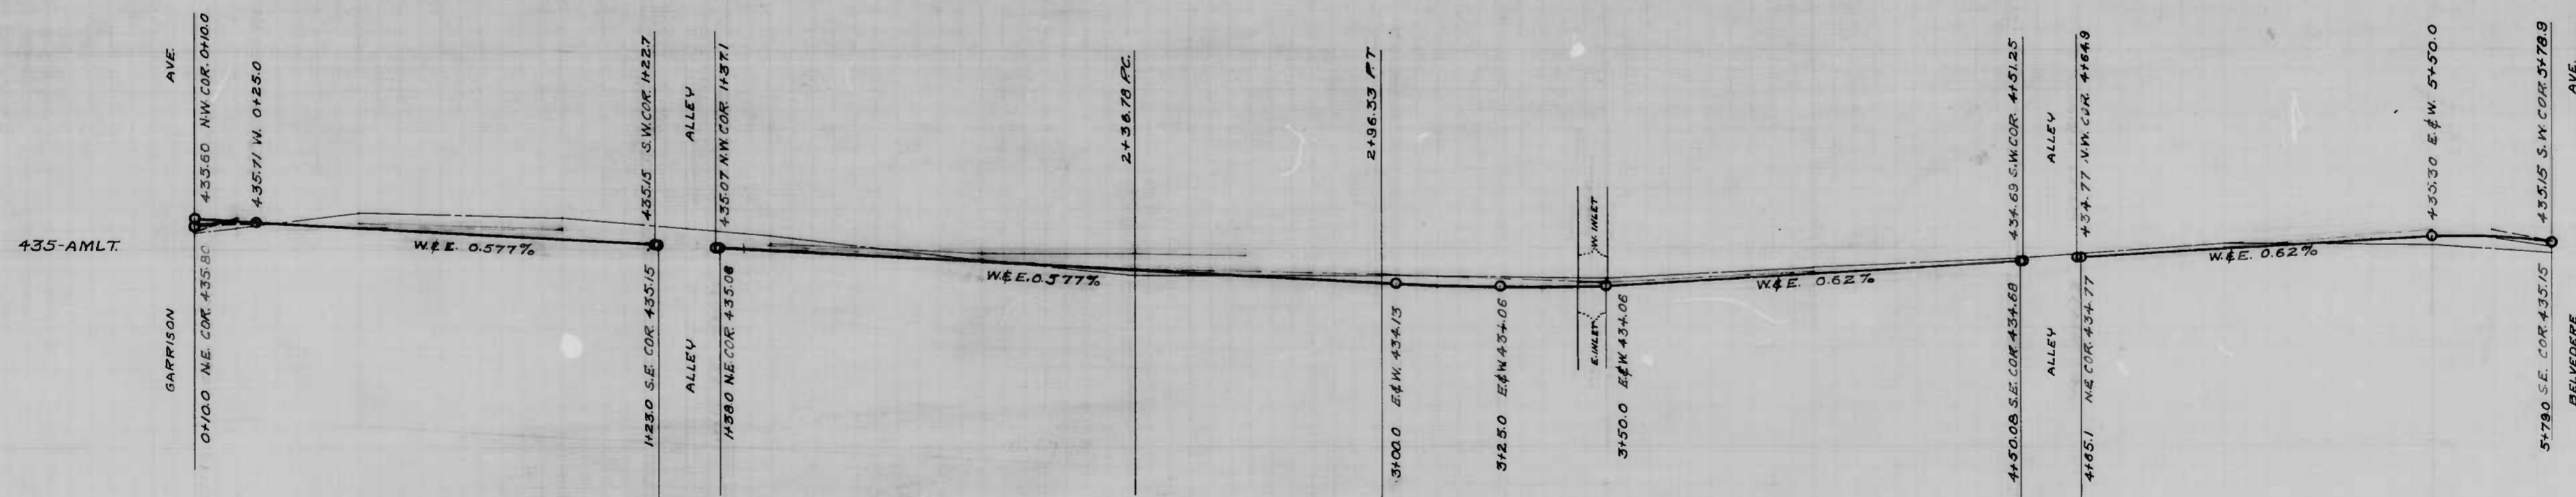 435-AMLT.
GARRISON AVE.
435.60 N.W. COR. 0+10.0
0+10.0 N.E. COR. 435.80
435.71 W. 0+25.0
W.&E. 0.577%
435.15 S.W. COR. 1+22.7
1+23.0 S.E. COR. 435.15
ALLEY
ALLEY
435.07 N.W. COR. 1+37.1
1+38.0 N.E. COR. 435.06
W.&E. 0.577%
2+36.78 P.C.
2+96.33 P.T.
3+00.0 E.&W. 434.13
3+25.0 E.&W. 434.06
W. INLET
E. INLET
3+50.0 E.&W. 434.06
W.&E. 0.62%
434.69 S.W. COR. 4+51.25
4+50.08 S.E. COR. 434.68
ALLEY
ALLEY
434.77 N.W. COR. 4+64.9
4+65.1 N.E. COR. 434.77
W.&E. 0.62%
435.30 E.&W. 5+50.0
435.15 S.W. COR. 5+78.9
5+79.0 S.E. COR. 435.15
BELVEDERE AVE.